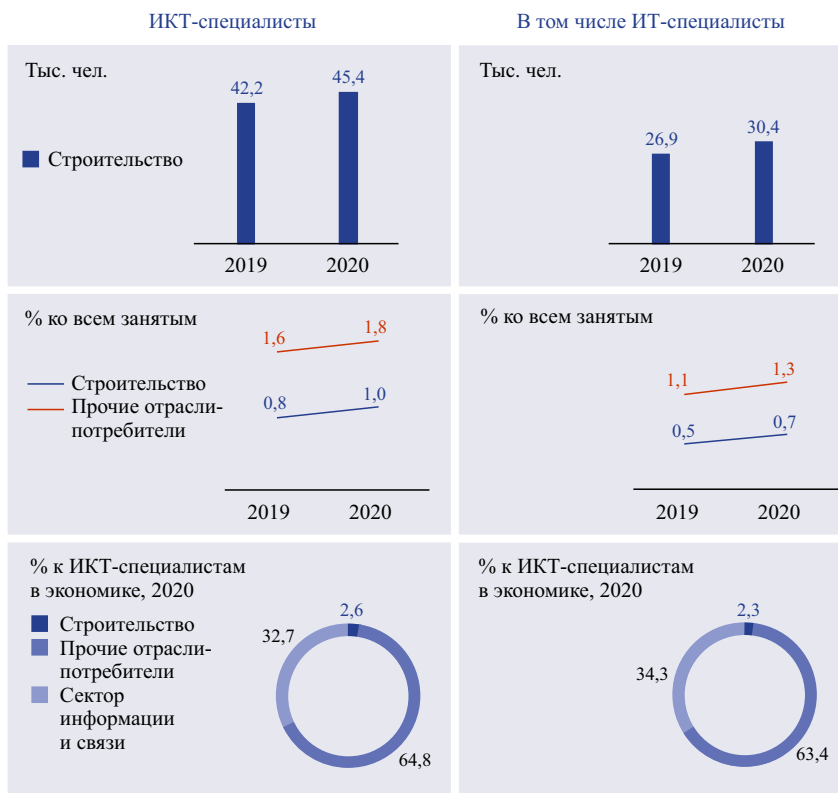 ИКТ-специалисты
В том числе ИТ-специалисты
Тыс. чел.
42,2
45,4
Строительство
2019
2020
Тыс. чел.
26,9
30,4
2019
2020
% ко всем занятым
1,6
1,8
Строительство
Прочие отрасли-
потребители
0,8
1,0
2019
2020
% ко всем занятым
1,1
1,3
0,5
0,7
2019
2020
% к ИКТ-специалистам
в экономике, 2020
Строительство
Прочие отрасли-
потребители
Сектор
информации
и связи
2,6
32,7
64,8
% к ИКТ-специалистам
в экономике, 2020
2,3
34,3
63,4